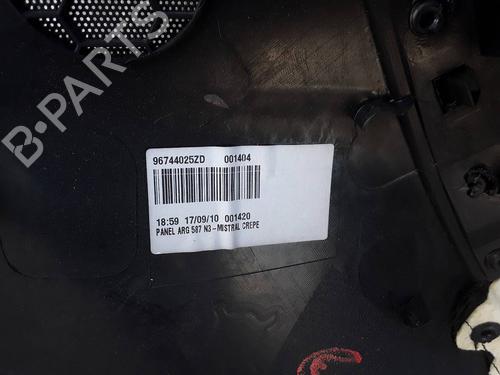 B-PARTS
96744025ZD 001404
18:59 17/09/10 001420
PANEL ARG 587 N3-MISTRAL CREPE